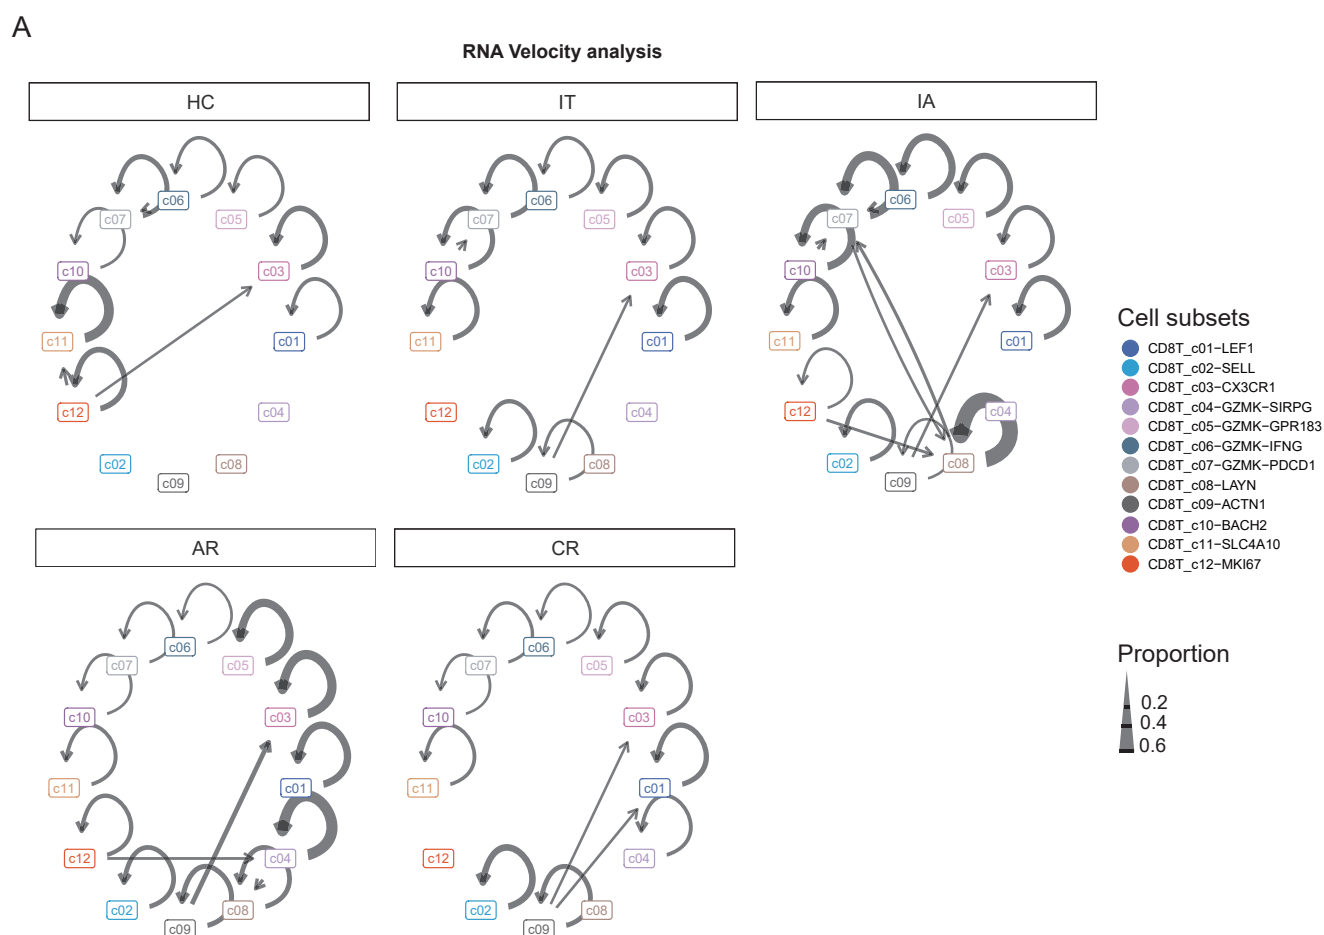 A
RNA Velocity analysis
HC
IT
IA
c06
c07
c05
c10
c03
c11
c01
c12
c04
c02
c08
c09
c06
c07
c05
c10
c03
c11
c01
c12
c04
c02
c08
c09
c06
c07
c05
c10
c03
c11
c01
c12
c04
c02
c08
c09
Cell subsets
CD8T_c01−LEF1
CD8T_c02−SELL
CD8T_c03−CX3CR1
CD8T_c04−GZMK−SIRPG
CD8T_c05−GZMK−GPR183
CD8T_c06−GZMK−IFNG
CD8T_c07−GZMK−PDCD1
CD8T_c08−LAYN
CD8T_c09−ACTN1
CD8T_c10−BACH2
CD8T_c11−SLC4A10
CD8T_c12−MKI67
AR
CR
c06
c07
c05
c10
c03
c11
c01
c12
c04
c02
c08
c09
c06
c07
c05
c10
c03
c11
c01
c12
c04
c02
c08
c09
Proportion
0.2
0.4
0.6